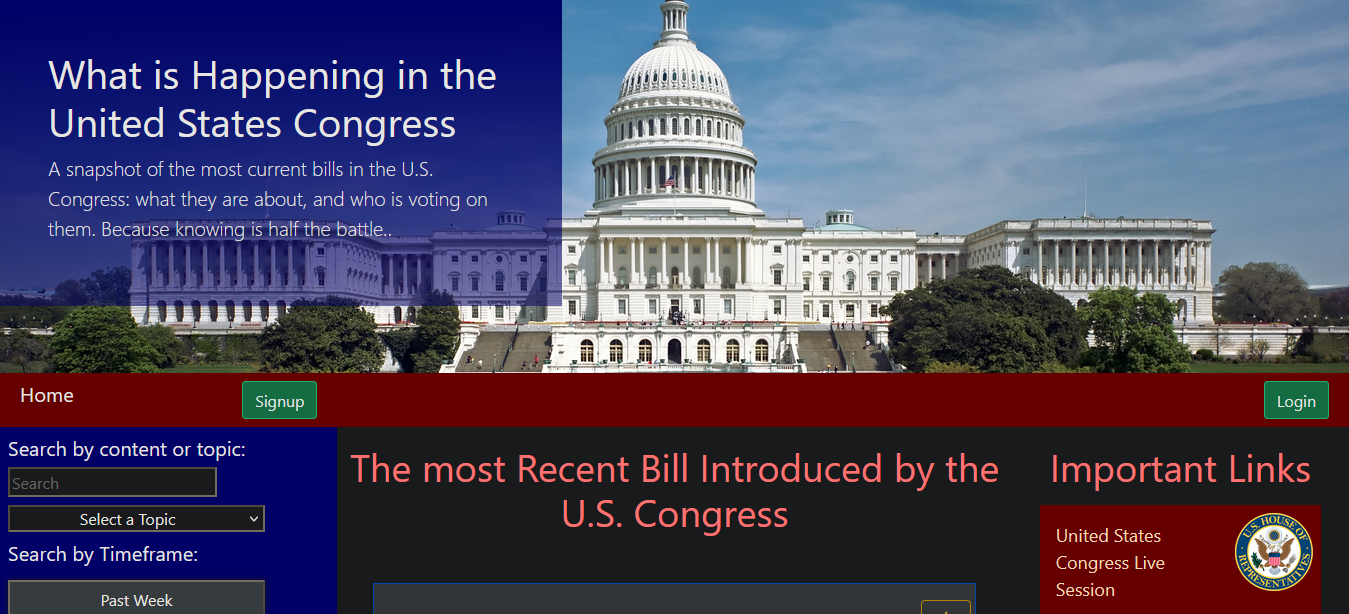 What is Happening in the
United States Congress
A snapshot of the most current bills in the U.S.
Congress: what they are about, and who is voting on
them. Because knowing is half the battle..
Home
Signup
Login
Search by content or topic:
Search
Select a Topic
Search by Timeframe:
Past Week
The most Recent Bill Introduced by the
U.S. Congress
Important Links
United States
Congress Live
Session
U.S. HOUSE OF
REPRESENTATIVES